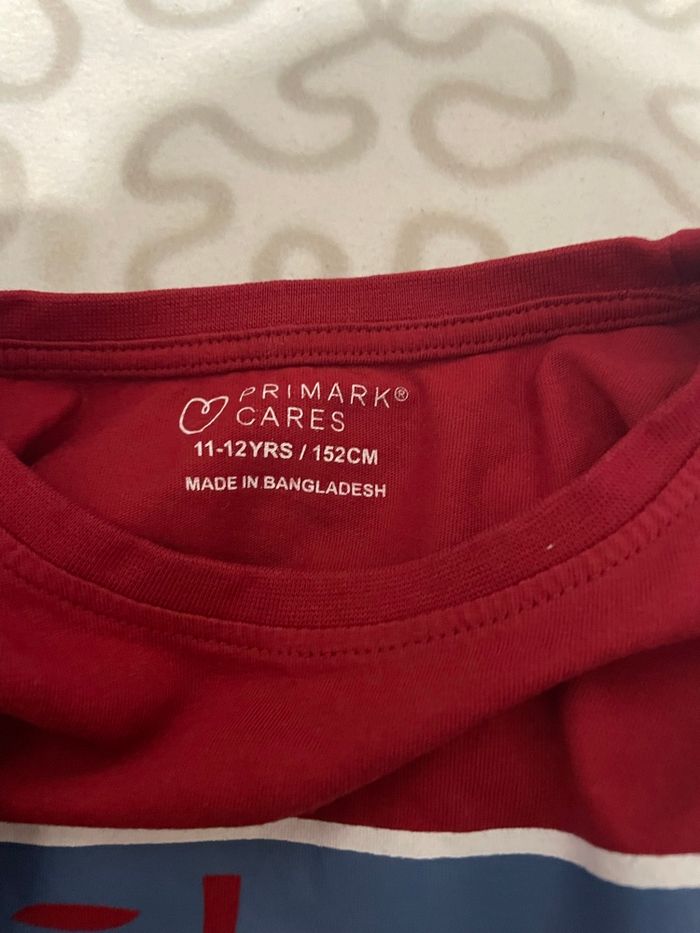 PRIMARK®
CARES
11-12YRS / 152CM
MADE IN BANGLADESH